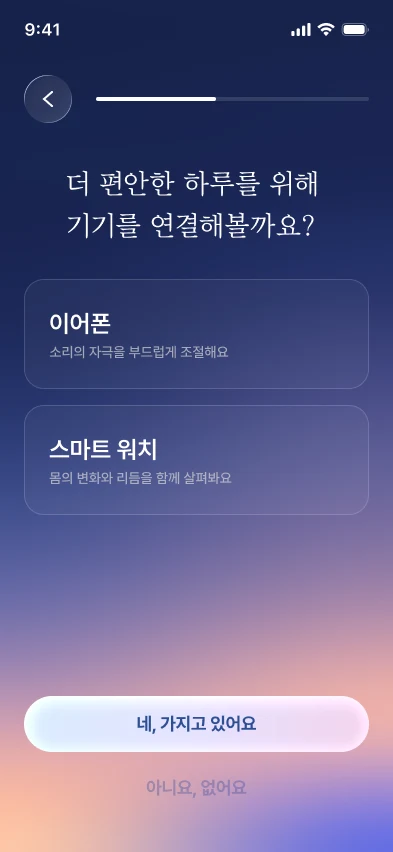 9:41
더 편안한 하루를 위해
기기를 연결해볼까요?
이어폰
소리의 자극을 부드럽게 조절해요
스마트 워치
몸의 변화와 리듬을 함께 살펴봐요
네, 가지고 있어요
아니요, 없어요